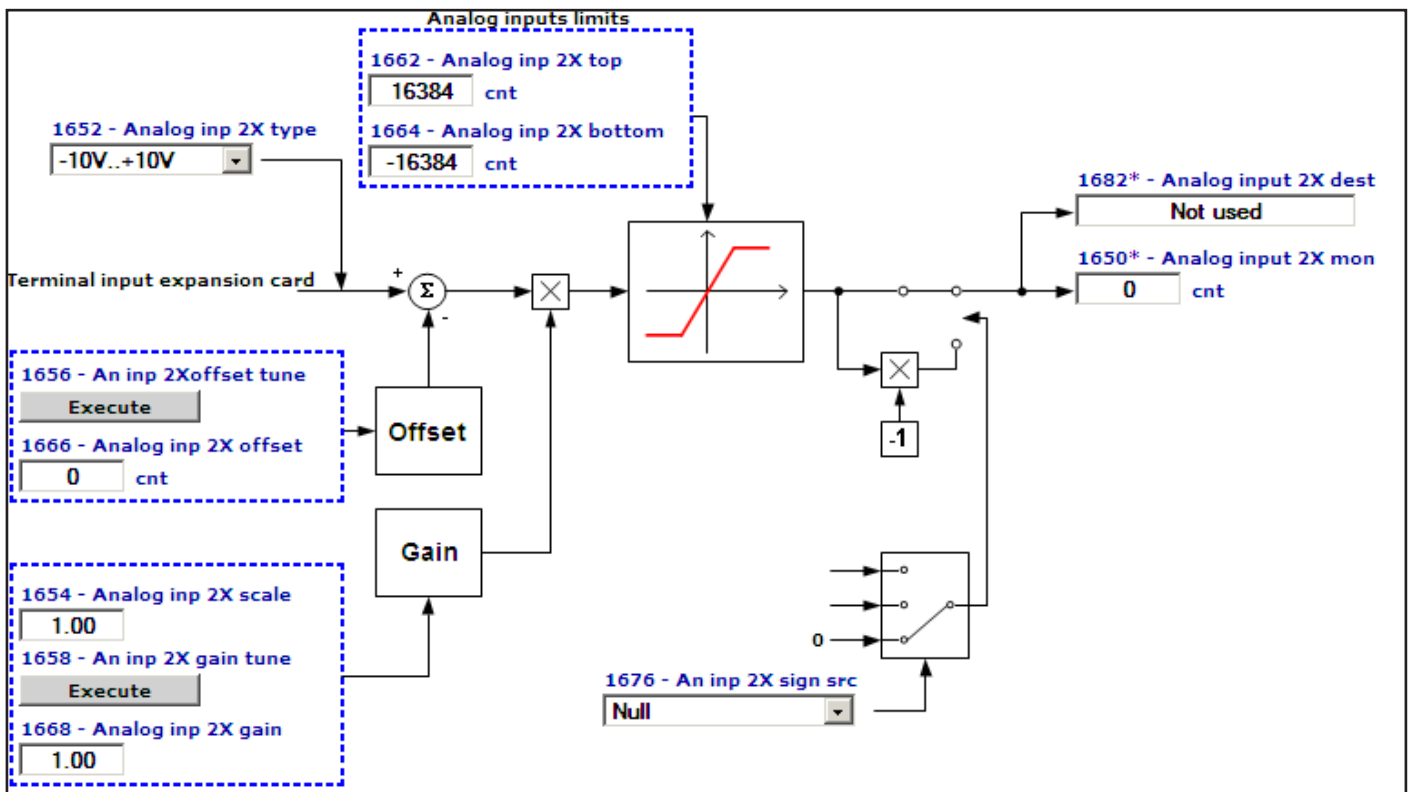 Analog inputs limits
1662 - Analog inp 2X top
16384 cnt
1652 - Analog inp 2X type
-10V..+10V
1664 - Analog inp 2X bottom
-16384 cnt
1682* - Analog input 2X dest
Not used
Terminal input expansion card
+
Σ
-
1650* - Analog input 2X mon
0 cnt
1656 - An inp 2Xoffset tune
Execute
1666 - Analog inp 2X offset
0 cnt
Offset
-1
Gain
1654 - Analog inp 2X scale
1.00
1658 - An inp 2X gain tune
Execute
1668 - Analog inp 2X gain
1.00
0
1676 - An inp 2X sign src
Null